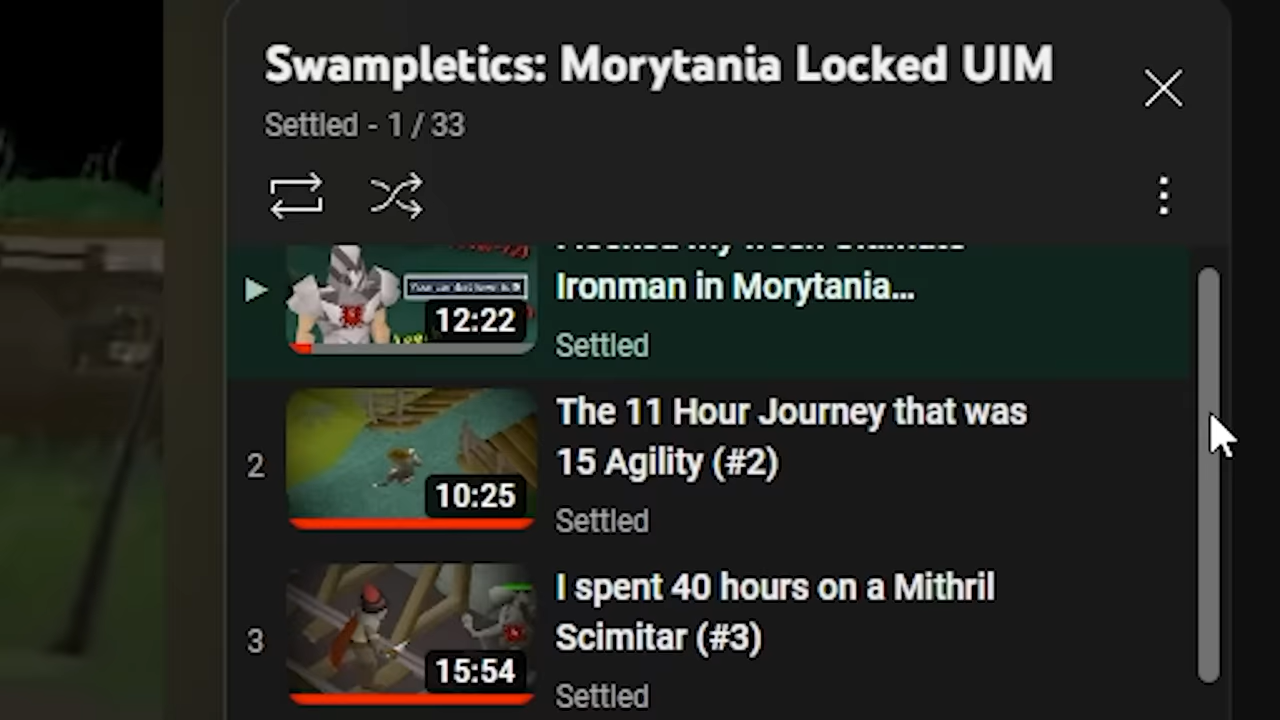 Swampletics: Morytania Locked UIM
Settled - 1 / 33
Ironman in Morytania...
12:22
Settled
The 11 Hour Journey that was
15 Agility (#2)
10:25
Settled
2
I spent 40 hours on a Mithril
Scimitar (#3)
15:54
Settled
3